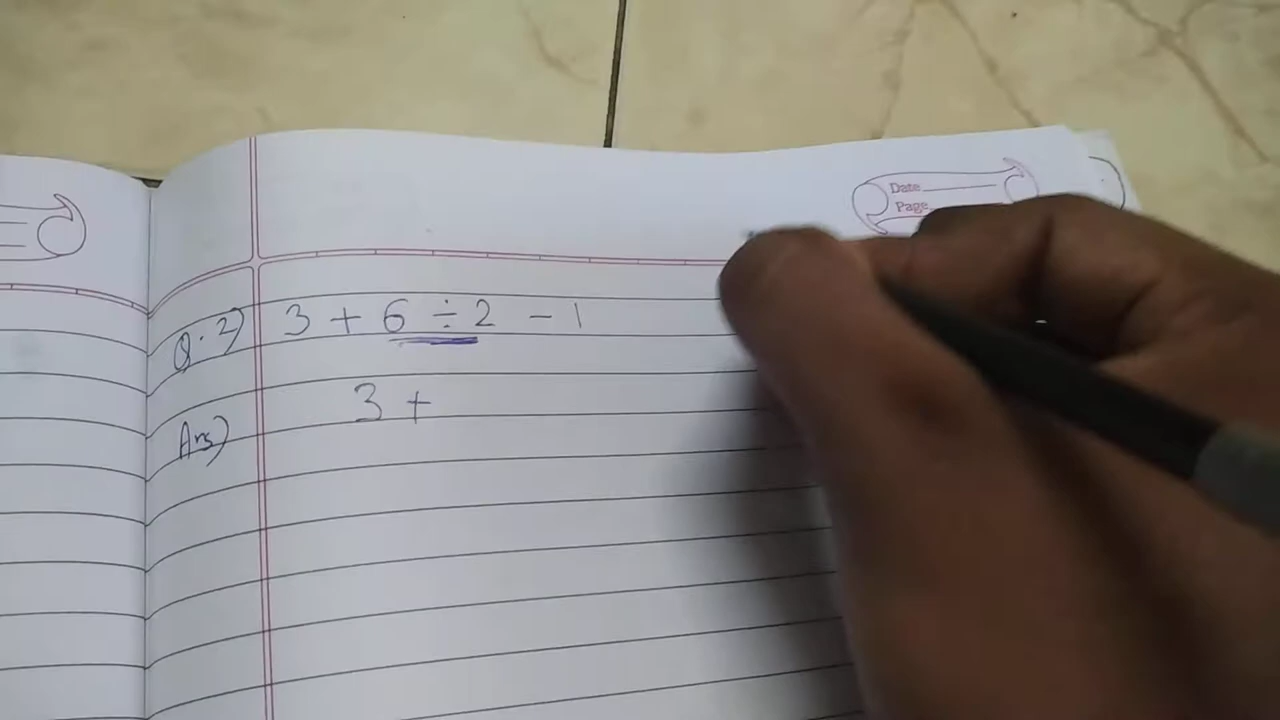 Date
Page
Q.2) 3 + 6 ÷ 2 - 1
Ans) 3 +